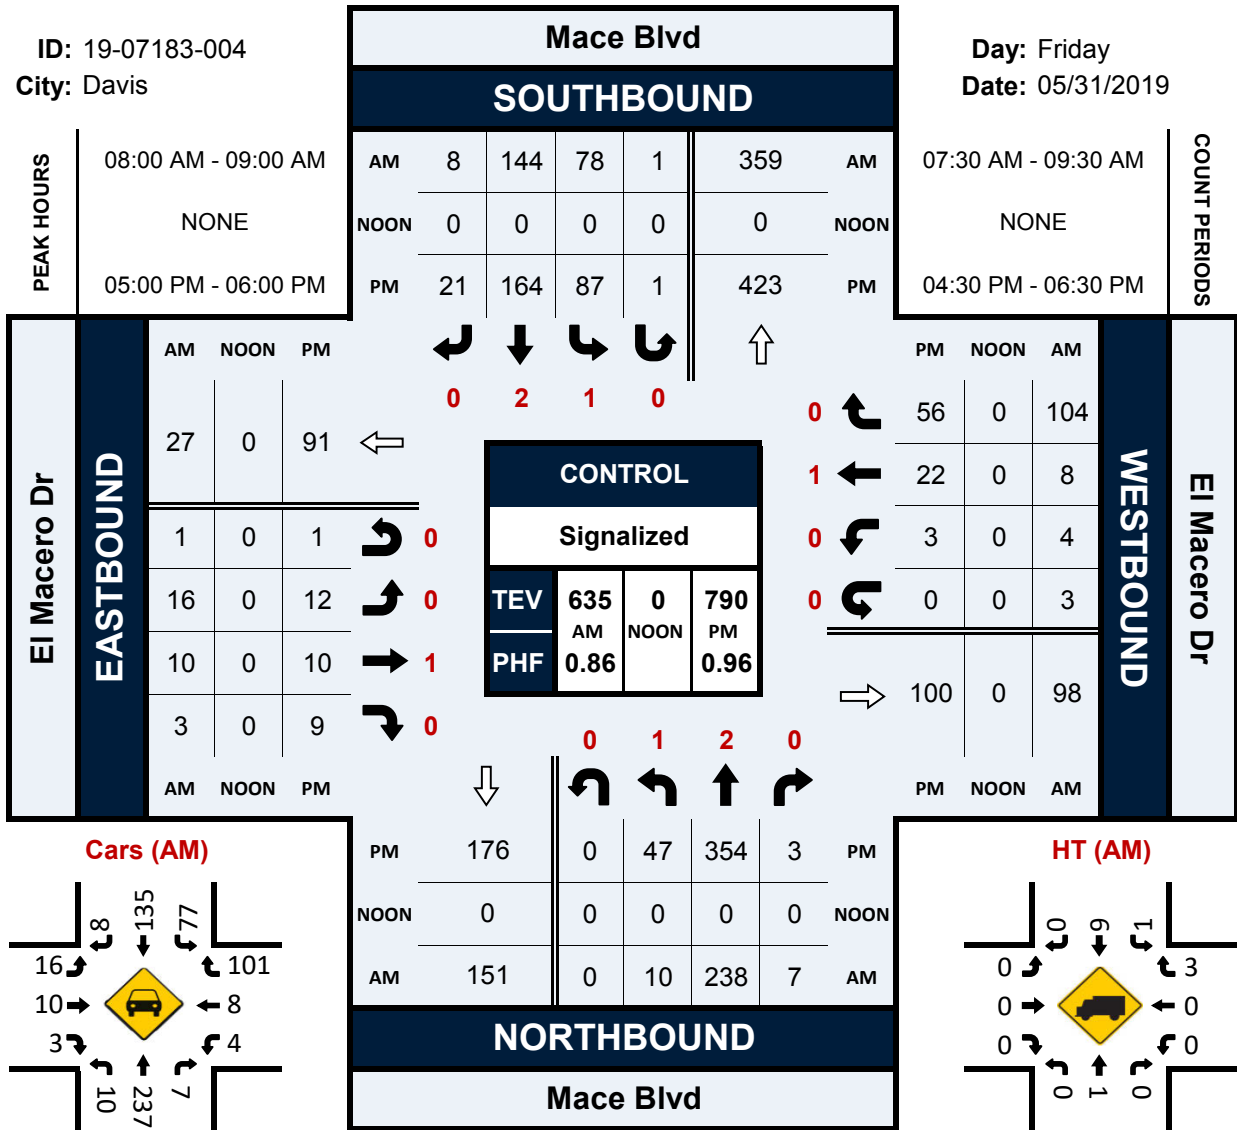 ID: 19-07183-004
City: Davis
Mace Blvd
SOUTHBOUND
Day: Friday
Date: 05/31/2019
PEAK HOURS
08:00 AM - 09:00 AM
NONE
05:00 PM - 06:00 PM
AM 8 144 78 1 359 AM
NOON 0 0 0 0 0 NOON
PM 21 164 87 1 423 PM
07:30 AM - 09:30 AM
NONE
04:30 PM - 06:30 PM
COUNT PERIODS
0 2 1 0
El Macero Dr
EASTBOUND
AM NOON PM
27 0 91
1 0 1 0
16 0 12 0
10 0 10 1
3 0 9 0
AM NOON PM
CONTROL
Signalized
TEV 635 0 790
AM NOON PM
PHF 0.86 0.96
PM NOON AM
0 56 0 104
1 22 0 8
0 3 0 4
0 0 0 3
100 0 98
PM NOON AM
WESTBOUND
El Macero Dr
0 1 2 0
PM 176 0 47 354 3 PM
NOON 0 0 0 0 0 NOON
AM 151 0 10 238 7 AM
NORTHBOUND
Mace Blvd
Cars (AM)
8 135 77
16 101
10 8
3 4
10 237 7
HT (AM)
0 9 1
0 3
0 0
0 0
0 1 0